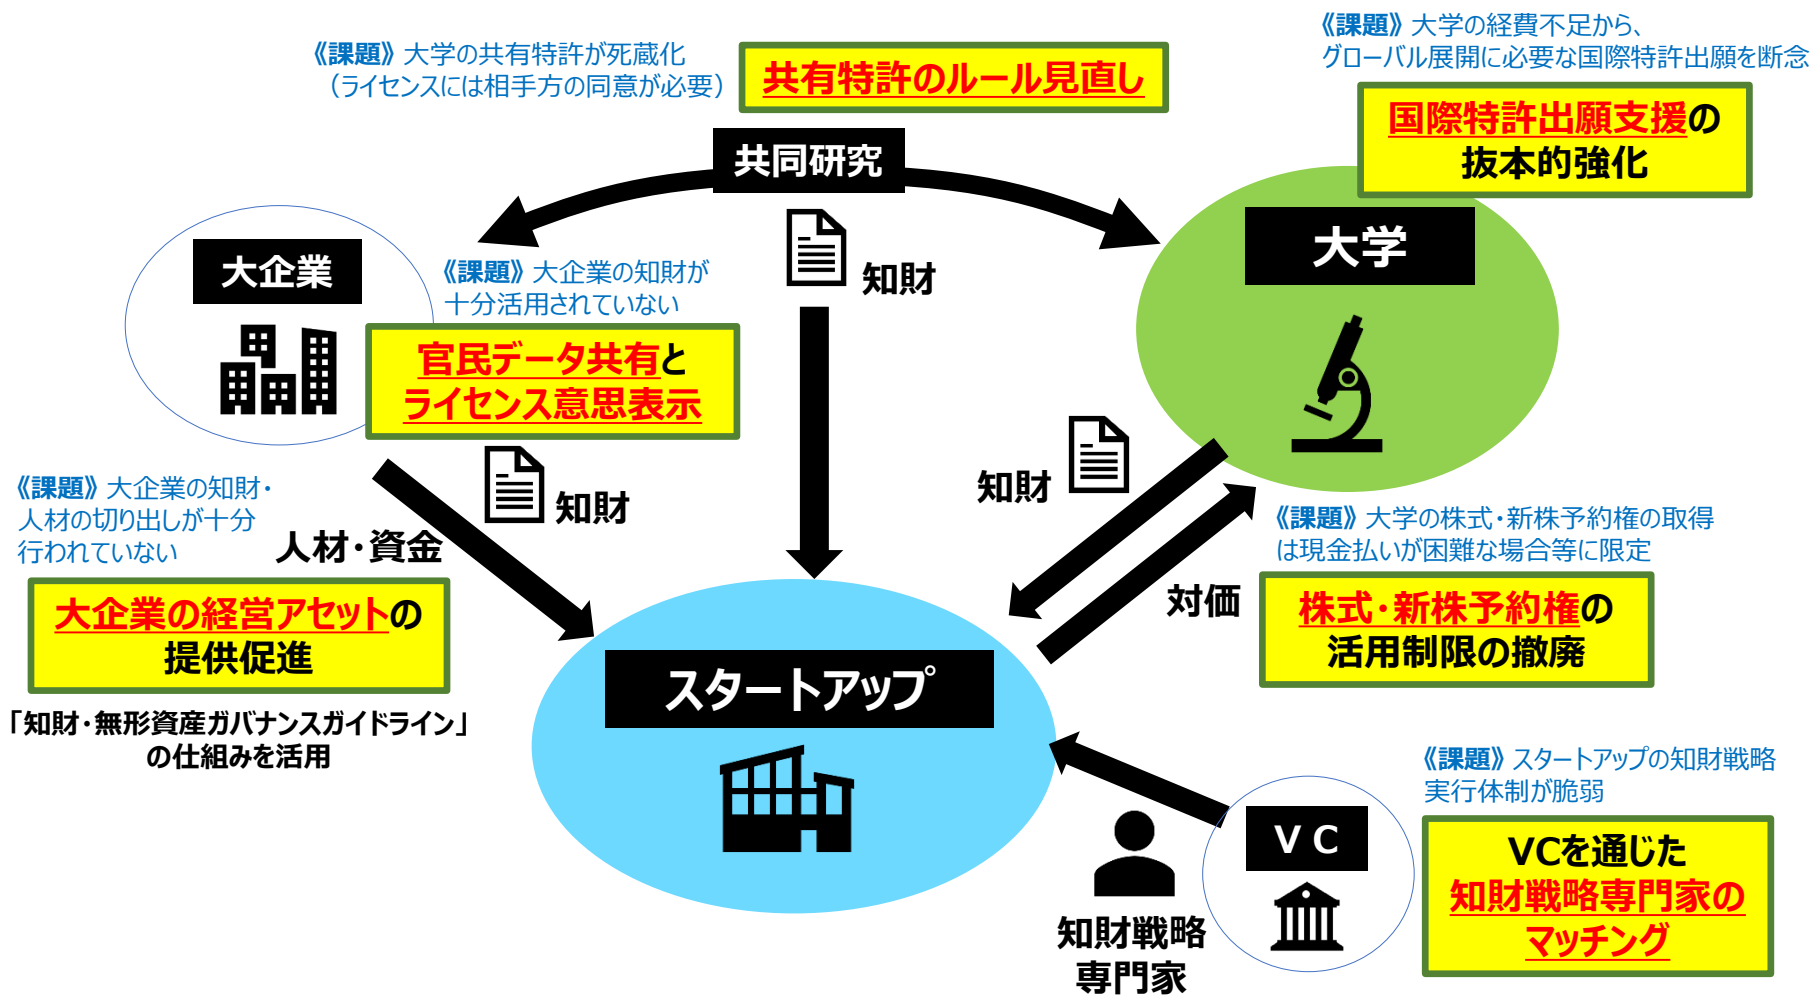 《課題》 大学の共有特許が死蔵化
（ライセンスには相手方の同意が必要）
共有特許のルール見直し
《課題》 大学の経費不足から、
グローバル展開に必要な国際特許出願を断念
国際特許出願支援の
抜本的強化
共同研究
大企業
《課題》 大企業の知財が
十分活用されていない
官民データ共有と
ライセンス意思表示
知財
大学
知財
《課題》 大企業の知財・
人材の切り出しが十分
行われていない
人材・資金
知財
大企業の経営アセットの
提供促進
「知財・無形資産ガバナンスガイドライン」
の仕組みを活用
《課題》 大学の株式・新株予約権の取得
は現金払いが困難な場合等に限定
対価
株式・新株予約権の
活用制限の撤廃
スタートアップ
《課題》 スタートアップの知財戦略
実行体制が脆弱
ＶＣ
VCを通じた
知財戦略専門家の
マッチング
知財戦略
専門家